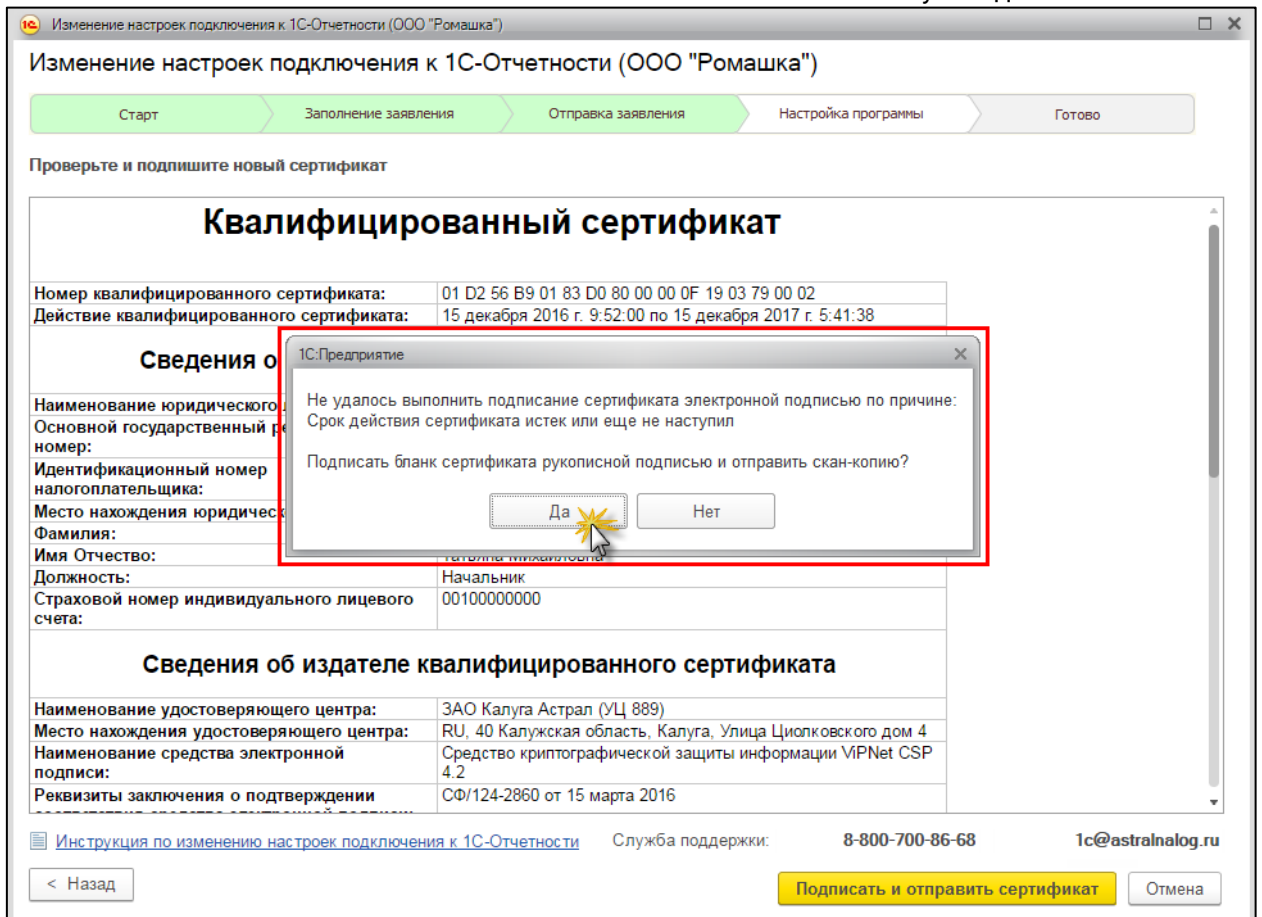 Изменение настроек подключения к 1С-Отчетности (ООО "Ромашка")
Изменение настроек подключения к 1С-Отчетности (ООО "Ромашка")
Старт
Заполнение заявления
Отправка заявления
Настройка программы
Готово
Проверьте и подпишите новый сертификат
Квалифицированный сертификат
Номер квалифицированного сертификата: 01 D2 56 B9 01 83 D0 80 00 00 0F 19 03 79 00 02
Действие квалифицированного сертификата: 15 декабря 2016 г. 9:52:00 по 15 декабря 2017 г. 5:41:38
Сведения о
1С:Предприятие
Не удалось выполнить подписание сертификата электронной подписью по причине:
Срок действия сертификата истек или еще не наступил
Подписать бланк сертификата рукописной подписью и отправить скан-копию?
Да
Нет
Наименование юридического
Основной государственный
номер:
Идентификационный номер
налогоплательщика:
Место нахождения
Фамилия:
Имя Отчество: Татьяна Михайловна
Должность: Начальник
Страховой номер индивидуального лицевого 00100000000
счета:
Сведения об издателе квалифицированного сертификата
Наименование удостоверяющего центра: ЗАО Калуга Астрал (УЦ 889)
Место нахождения удостоверяющего центра: RU, 40 Калужская область, Калуга, Улица Циолковского дом 4
Наименование средства электронной Средство криптографической защиты информации ViPNet CSP
подписи: 4.2
Реквизиты заключения о подтверждении СФ/124-2860 от 15 марта 2016
Инструкция по изменению настроек подключения к 1С-Отчетности
Служба поддержки:
8-800-700-86-68
1c@astralnalog.ru
< Назад
Подписать и отправить сертификат
Отмена